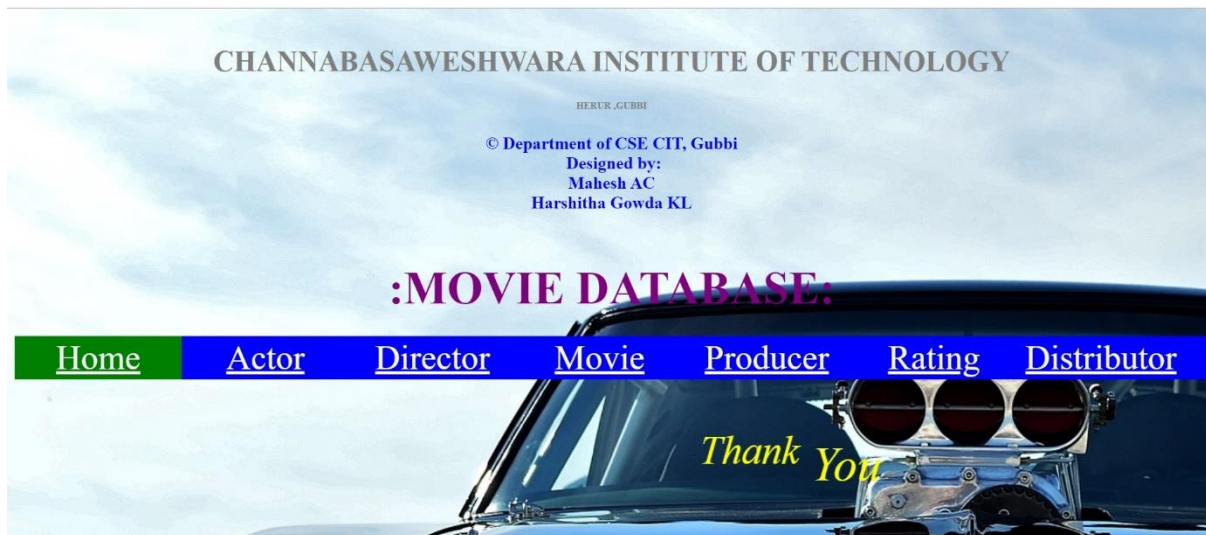 CHANNABASAWESHWARA INSTITUTE OF TECHNOLOGY
HERUR ,GUBBI
© Department of CSE CIT, Gubbi
Designed by:
Mahesh AC
Harshitha Gowda KL
:MOVIE DATABASE:
Home Actor Director Movie Producer Rating Distributor
Thank You